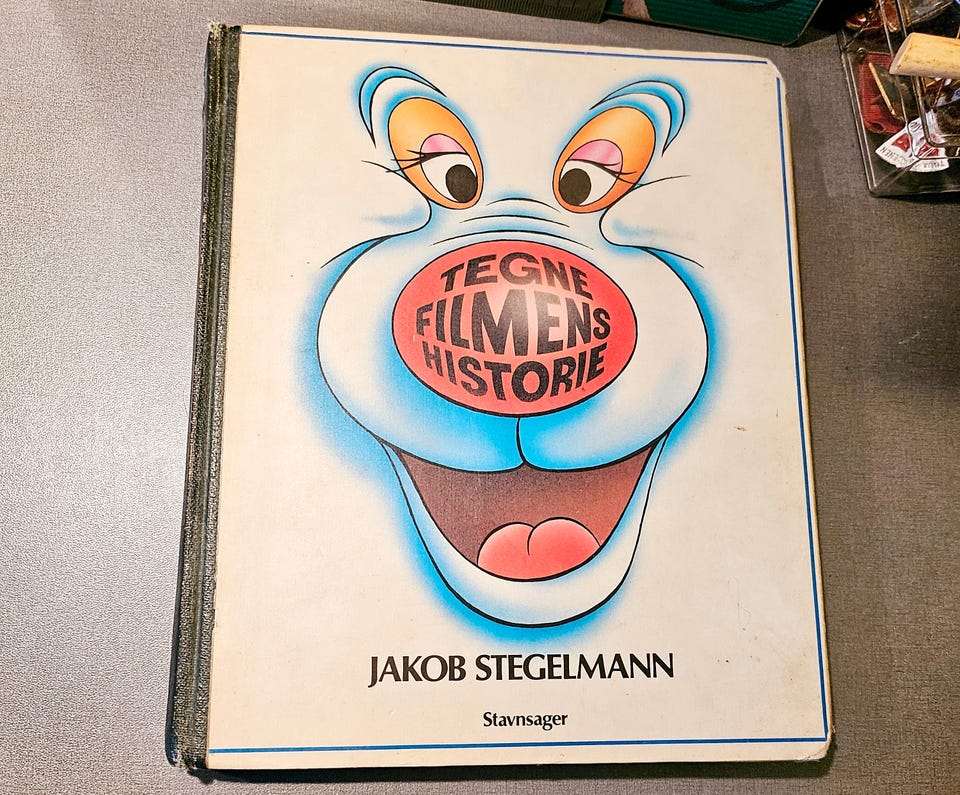 TEGNE
FILMENS
HISTORIE
JAKOB STEGELMANN
Stavnsager